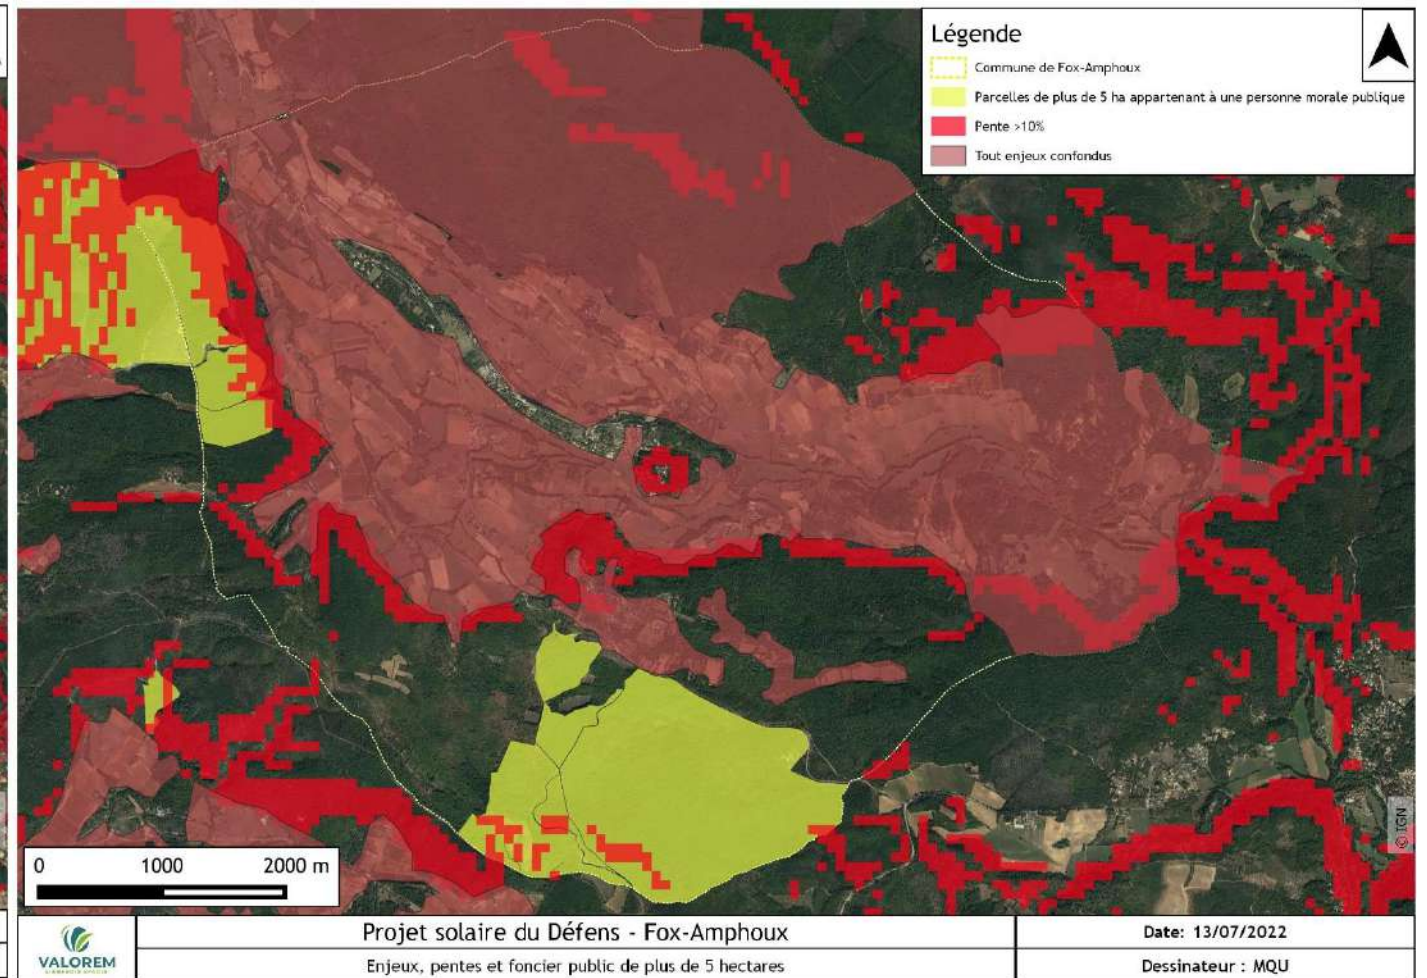 Légende
Commune de Fox-Amphoux
Parcelles de plus de 5 ha appartenant à une personne morale publique
Pente >10%
Tout enjeux confondus
© IGN
0 1000 2000 m
VALOREM
Projet solaire du Défens - Fox-Amphoux
Enjeux, pentes et foncier public de plus de 5 hectares
Date: 13/07/2022
Dessinateur : MQU